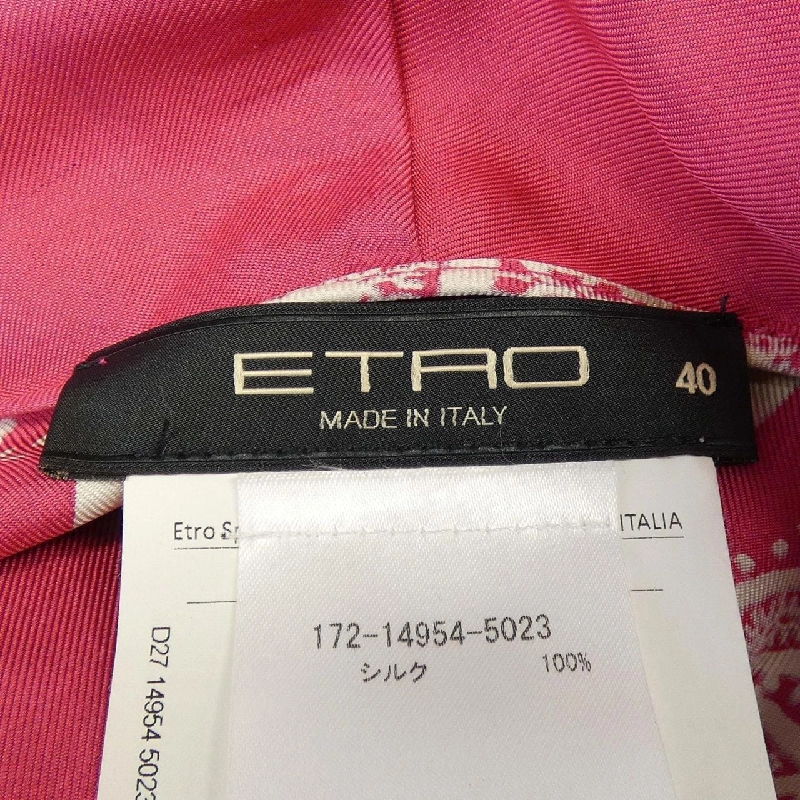 ETRO 40
MADE IN ITALY
Etro ITALIA
172-14954-5023
シルク 100%
D27 14954 5023